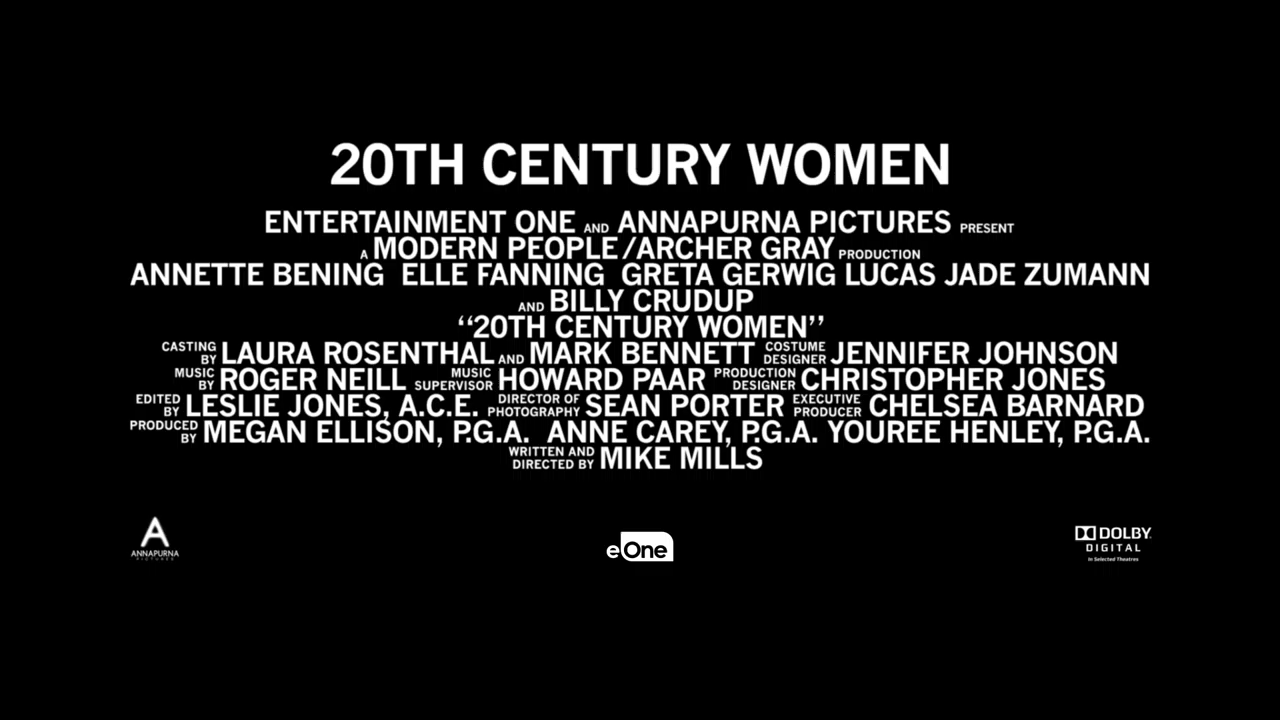 20TH CENTURY WOMEN
ENTERTAINMENT ONE AND ANNAPURNA PICTURES PRESENT
A MODERN PEOPLE/ARCHER GRAY PRODUCTION
ANNETTE BENING ELLE FANNING GRETA GERWIG LUCAS JADE ZUMANN
AND BILLY CRUDUP
“20TH CENTURY WOMEN”
CASTING BY LAURA ROSENTHAL AND MARK BENNETT COSTUME DESIGNER JENNIFER JOHNSON
MUSIC BY ROGER NEILL MUSIC SUPERVISOR HOWARD PAAR PRODUCTION DESIGNER CHRISTOPHER JONES
EDITED BY LESLIE JONES, A.C.E. DIRECTOR OF PHOTOGRAPHY SEAN PORTER EXECUTIVE PRODUCER CHELSEA BARNARD
PRODUCED BY MEGAN ELLISON, P.G.A. ANNE CAREY, P.G.A. YOUREE HENLEY, P.G.A.
WRITTEN AND DIRECTED BY MIKE MILLS
A
ANNAPURNA
PICTURES
eOne
DOLBY
DIGITAL
In Selected Theatres